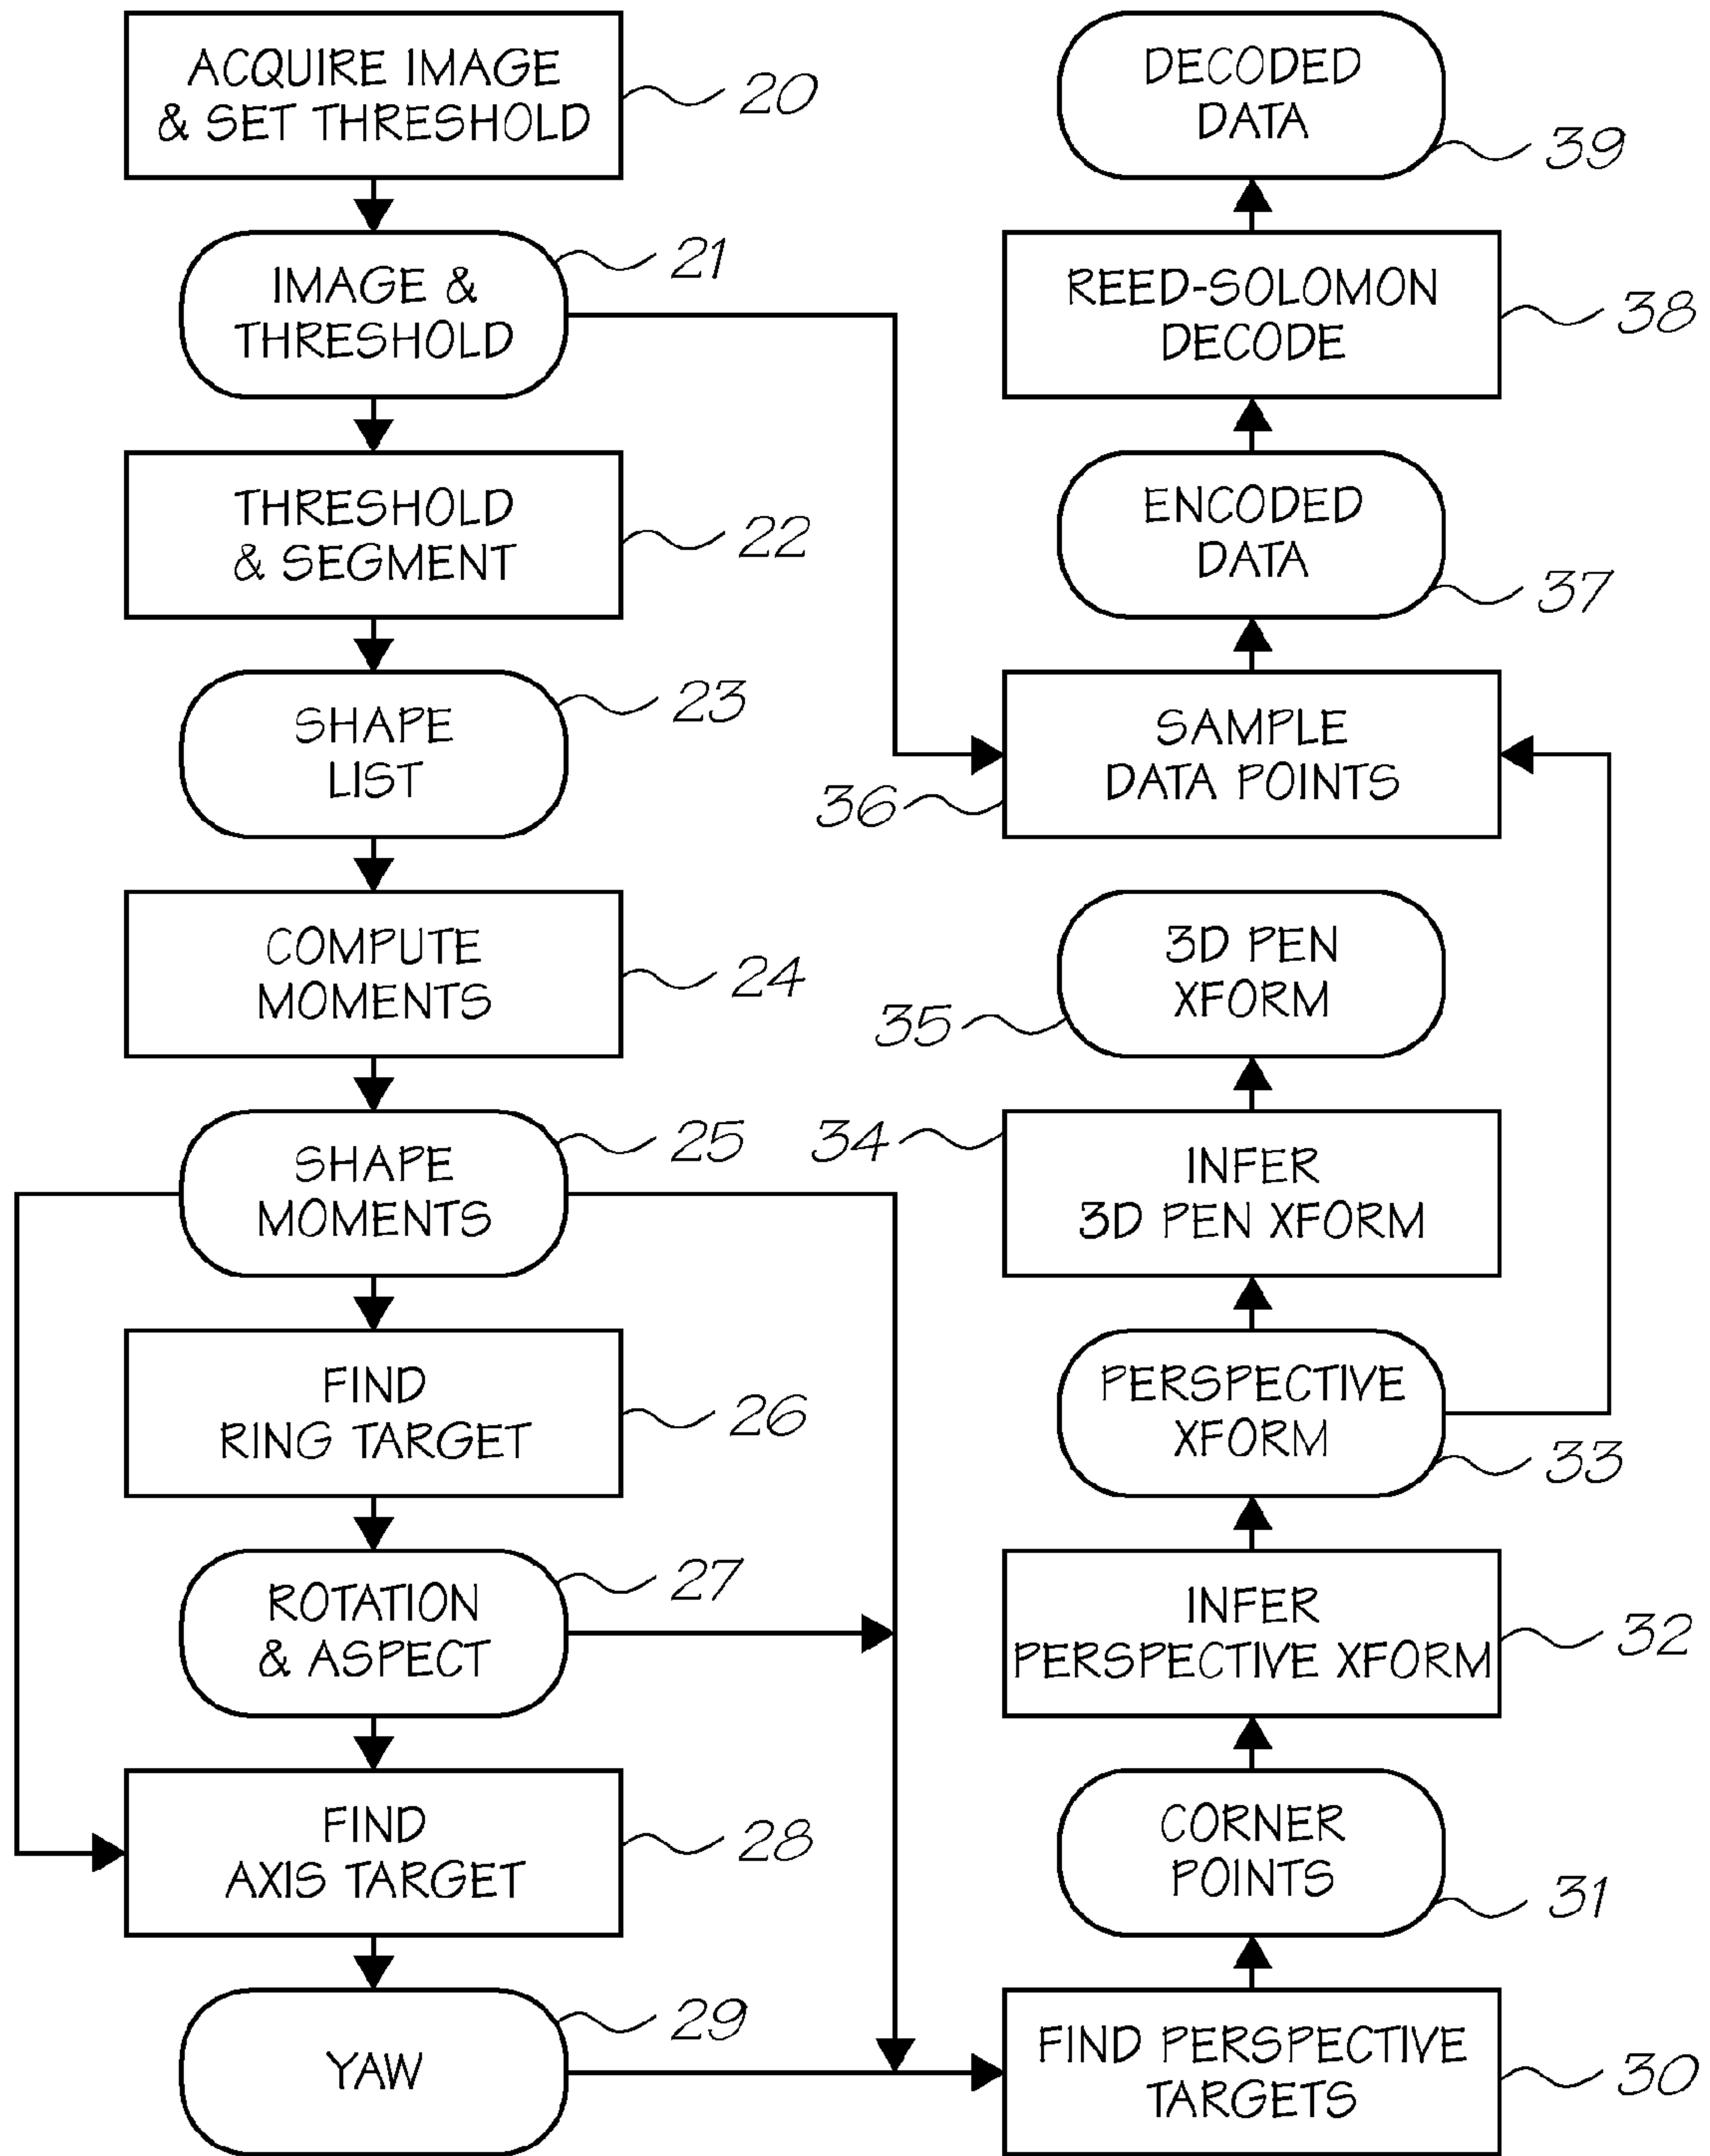 ACQUIRE IMAGE
& SET THRESHOLD
20
IMAGE &
THRESHOLD
21
THRESHOLD
& SEGMENT
22
SHAPE
LIST
23
COMPUTE
MOMENTS
24
SHAPE
MOMENTS
25
FIND
RING TARGET
26
ROTATION
& ASPECT
27
FIND
AXIS TARGET
28
YAW
29
DECODED
DATA
39
REED-SOLOMON
DECODE
38
ENCODED
DATA
37
SAMPLE
DATA POINTS
36
3D PEN
XFORM
35
INFER
3D PEN XFORM
34
PERSPECTIVE
XFORM
33
INFER
PERSPECTIVE XFORM
32
CORNER
POINTS
31
FIND PERSPECTIVE
TARGETS
30